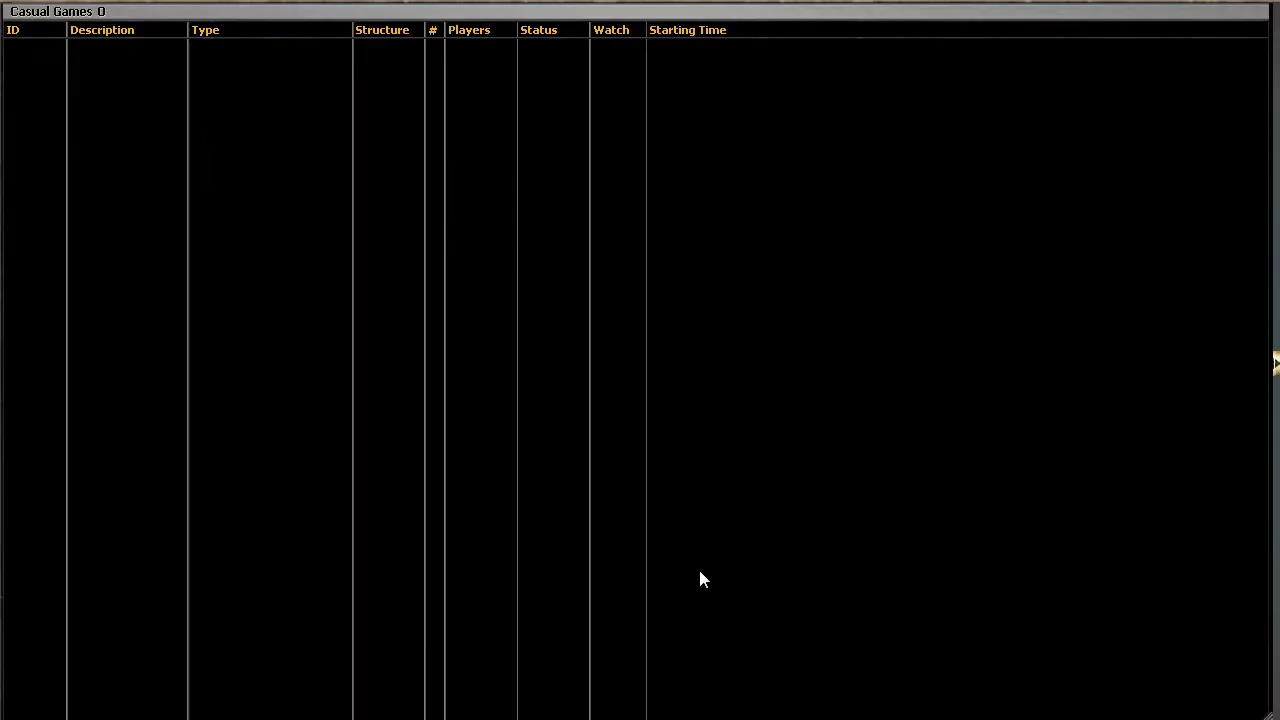 Casual Games 0
ID Description Type Structure # Players Status Watch Starting Time